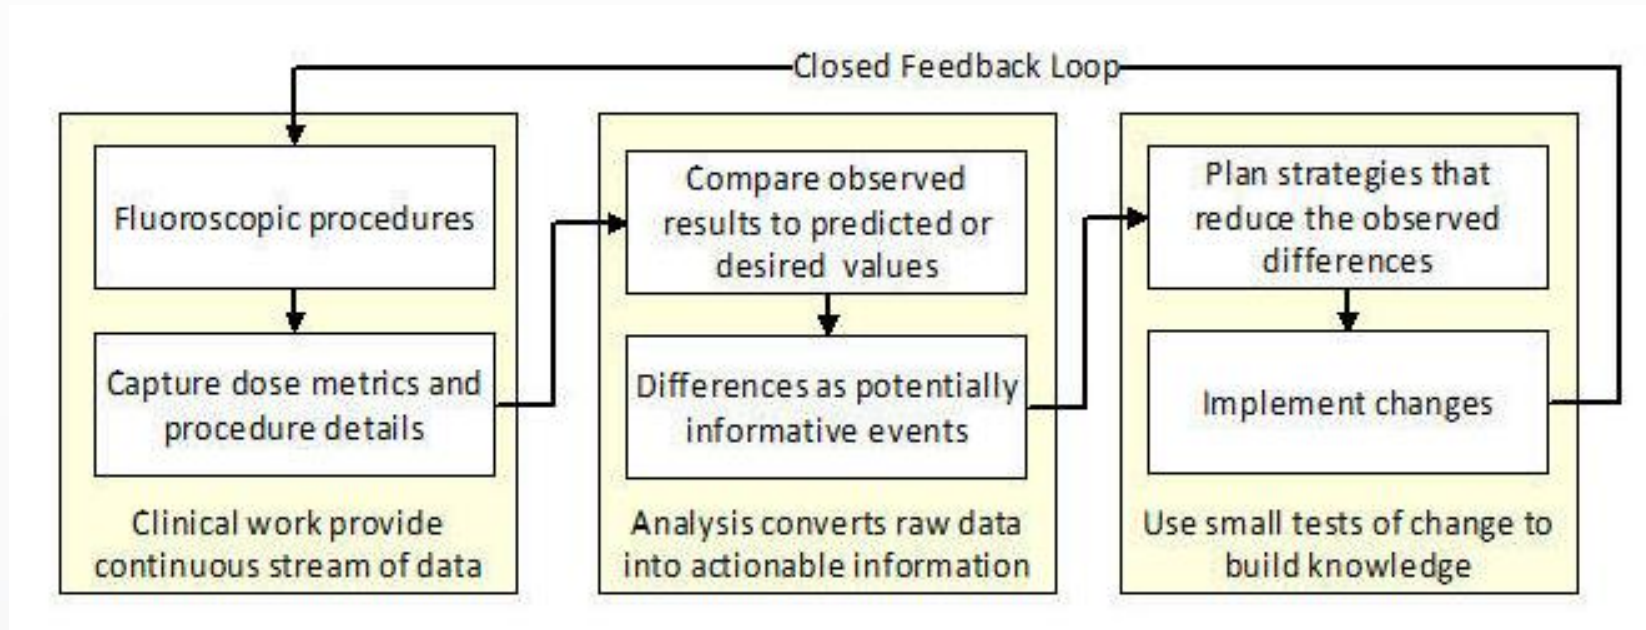 Closed Feedback Loop
Fluoroscopic procedures
Capture dose metrics and
procedure details
Clinical work provide
continuous stream of data
Compare observed
results to predicted or
desired values
Differences as potentially
informative events
Analysis converts raw data
into actionable information
Plan strategies that
reduce the observed
differences
Implement changes
Use small tests of change to
build knowledge